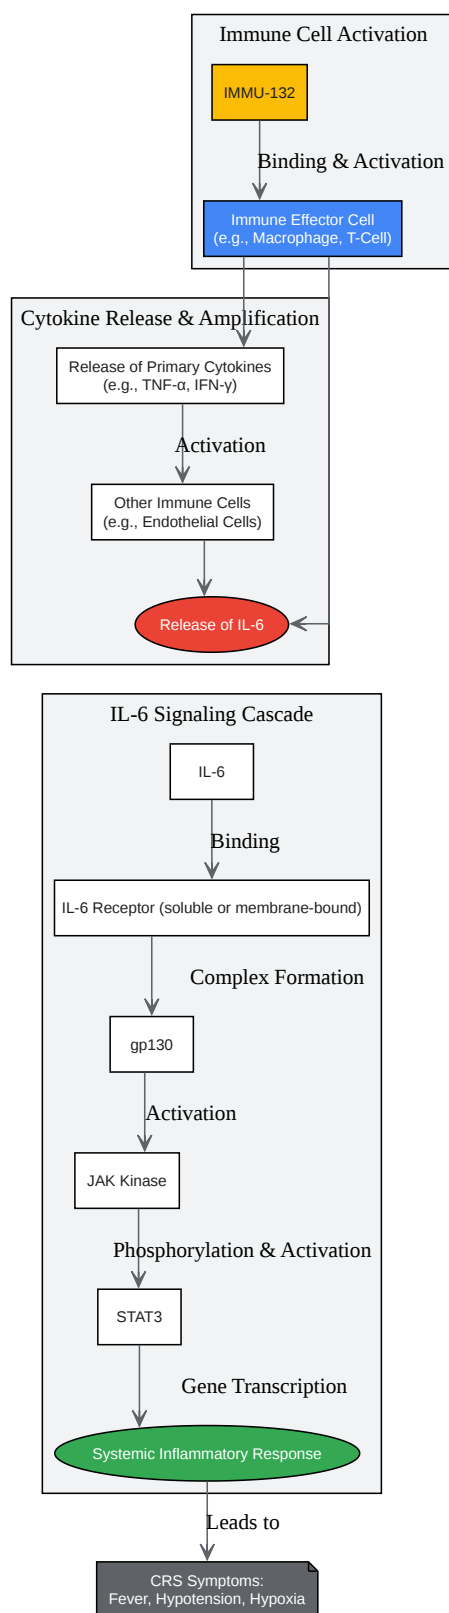 Immune Cell Activation
IMMU-132
Binding & Activation
Immune Effector Cell
(e.g., Macrophage, T-Cell)
Cytokine Release & Amplification
Release of Primary Cytokines
(e.g., TNF-α, IFN-γ)
Activation
Other Immune Cells
(e.g., Endothelial Cells)
Release of IL-6
IL-6 Signaling Cascade
IL-6
Binding
IL-6 Receptor (soluble or membrane-bound)
Complex Formation
gp130
Activation
JAK Kinase
Phosphorylation & Activation
STAT3
Gene Transcription
Systemic Inflammatory Response
Leads to
CRS Symptoms:
Fever, Hypotension, Hypoxia